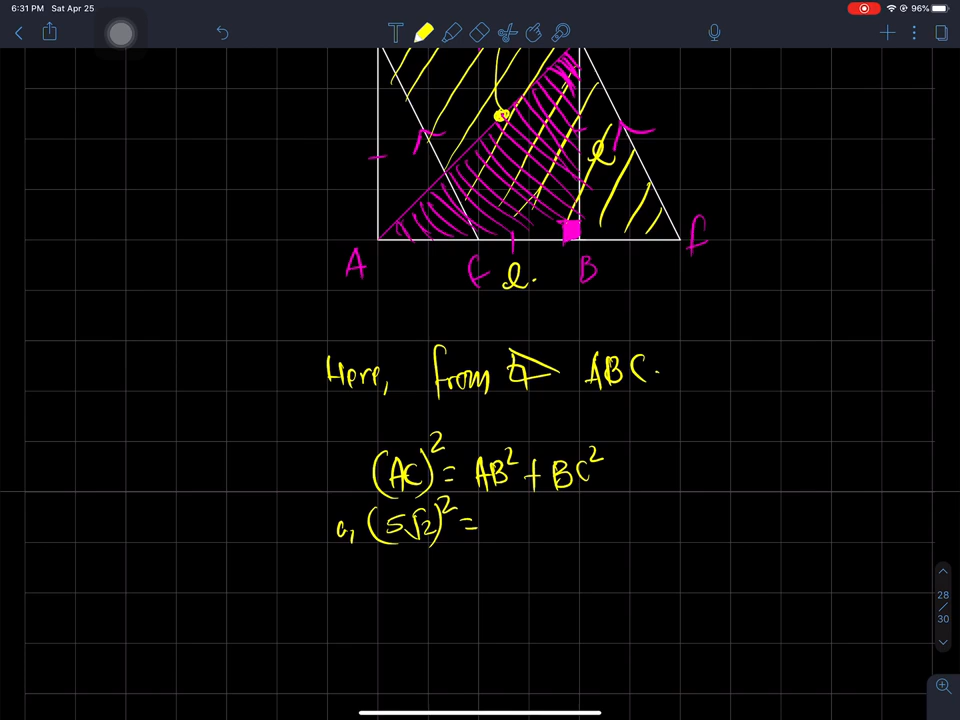 6:31 PM Sat Apr 25
96%
T
l
A
E
l.
B
F
Here, from ABC.
(AC)² = AB² + BC²
(5√2)² =
28
/
30